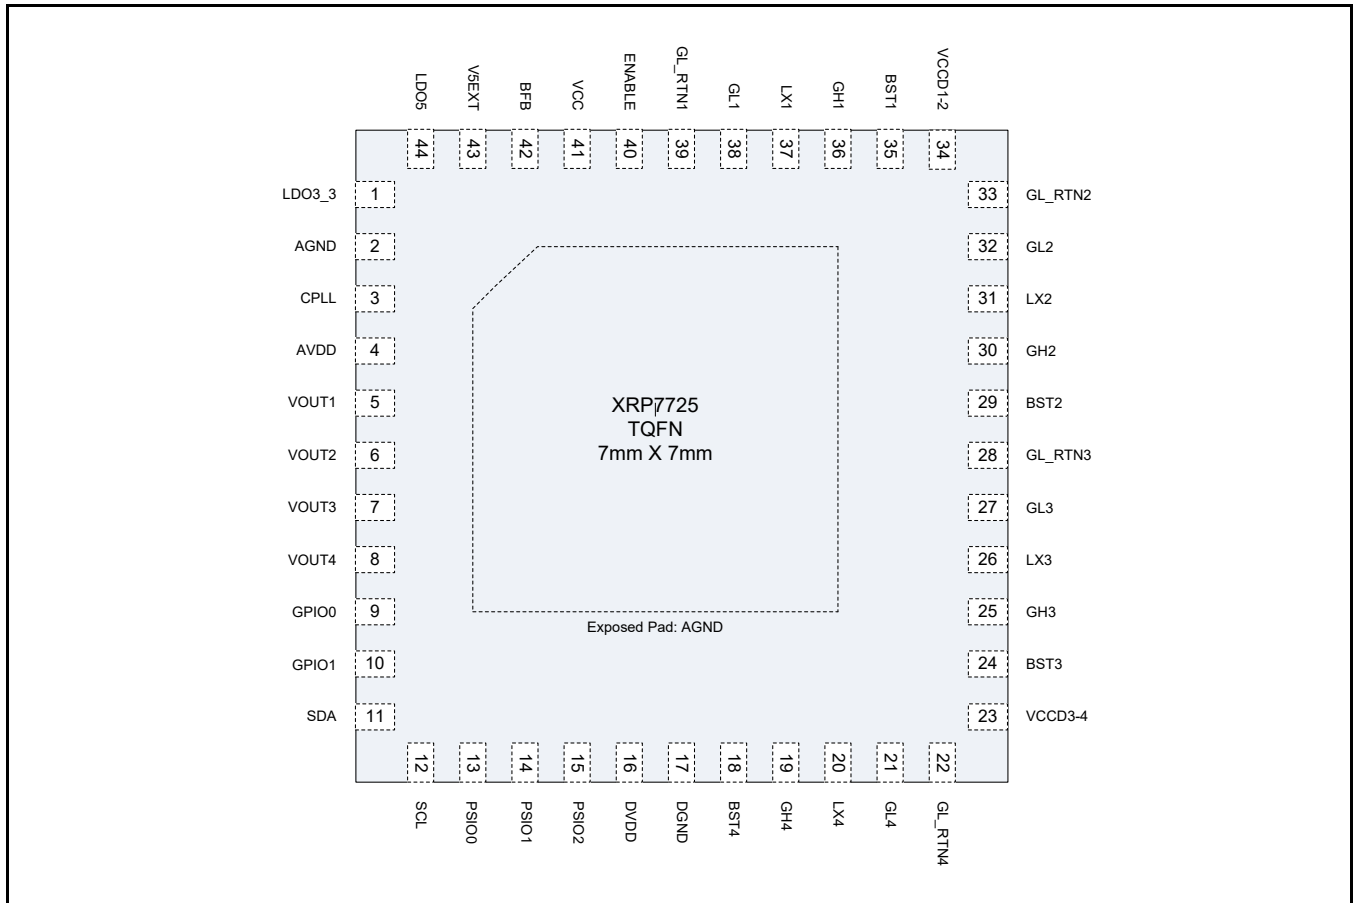 LDO5
V5EXT
BFB
VCC
ENABLE
GL_RTN1
GL1
LX1
GH1
BST1
VCCD1-2
44
43
42
41
40
39
38
37
36
35
34
LDO3_3 1
AGND 2
CPLL 3
AVDD 4
VOUT1 5
VOUT2 6
VOUT3 7
VOUT4 8
GPIO0 9
GPIO1 10
SDA 11
XRP7725
TQFN
7mm X 7mm
Exposed Pad: AGND
33 GL_RTN2
32 GL2
31 LX2
30 GH2
29 BST2
28 GL_RTN3
27 GL3
26 LX3
25 GH3
24 BST3
23 VCCD3-4
12
13
14
15
16
17
18
19
20
21
22
SCL
PSIO0
PSIO1
PSIO2
DVDD
DGND
BST4
GH4
LX4
GL4
GL_RTN4